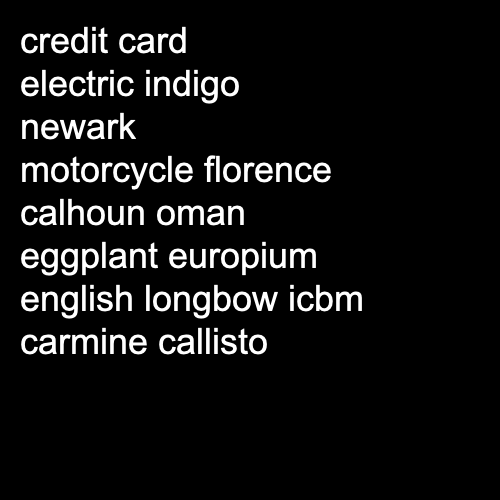 credit card
electric indigo
newark
motorcycle florence
calhoun oman
eggplant europium
english longbow icbm
carmine callisto